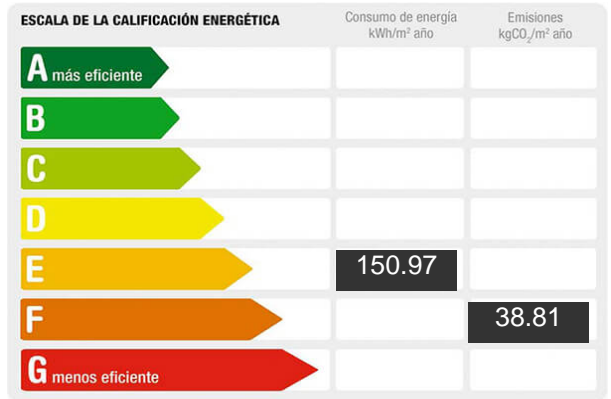 ESCALA DE LA CALIFICACIÓN ENERGÉTICA
Consumo de energía
kWh/m² año
Emisiones
kgCO₂/m² año
A más eficiente
B
C
D
E
150.97
F
38.81
G menos eficiente